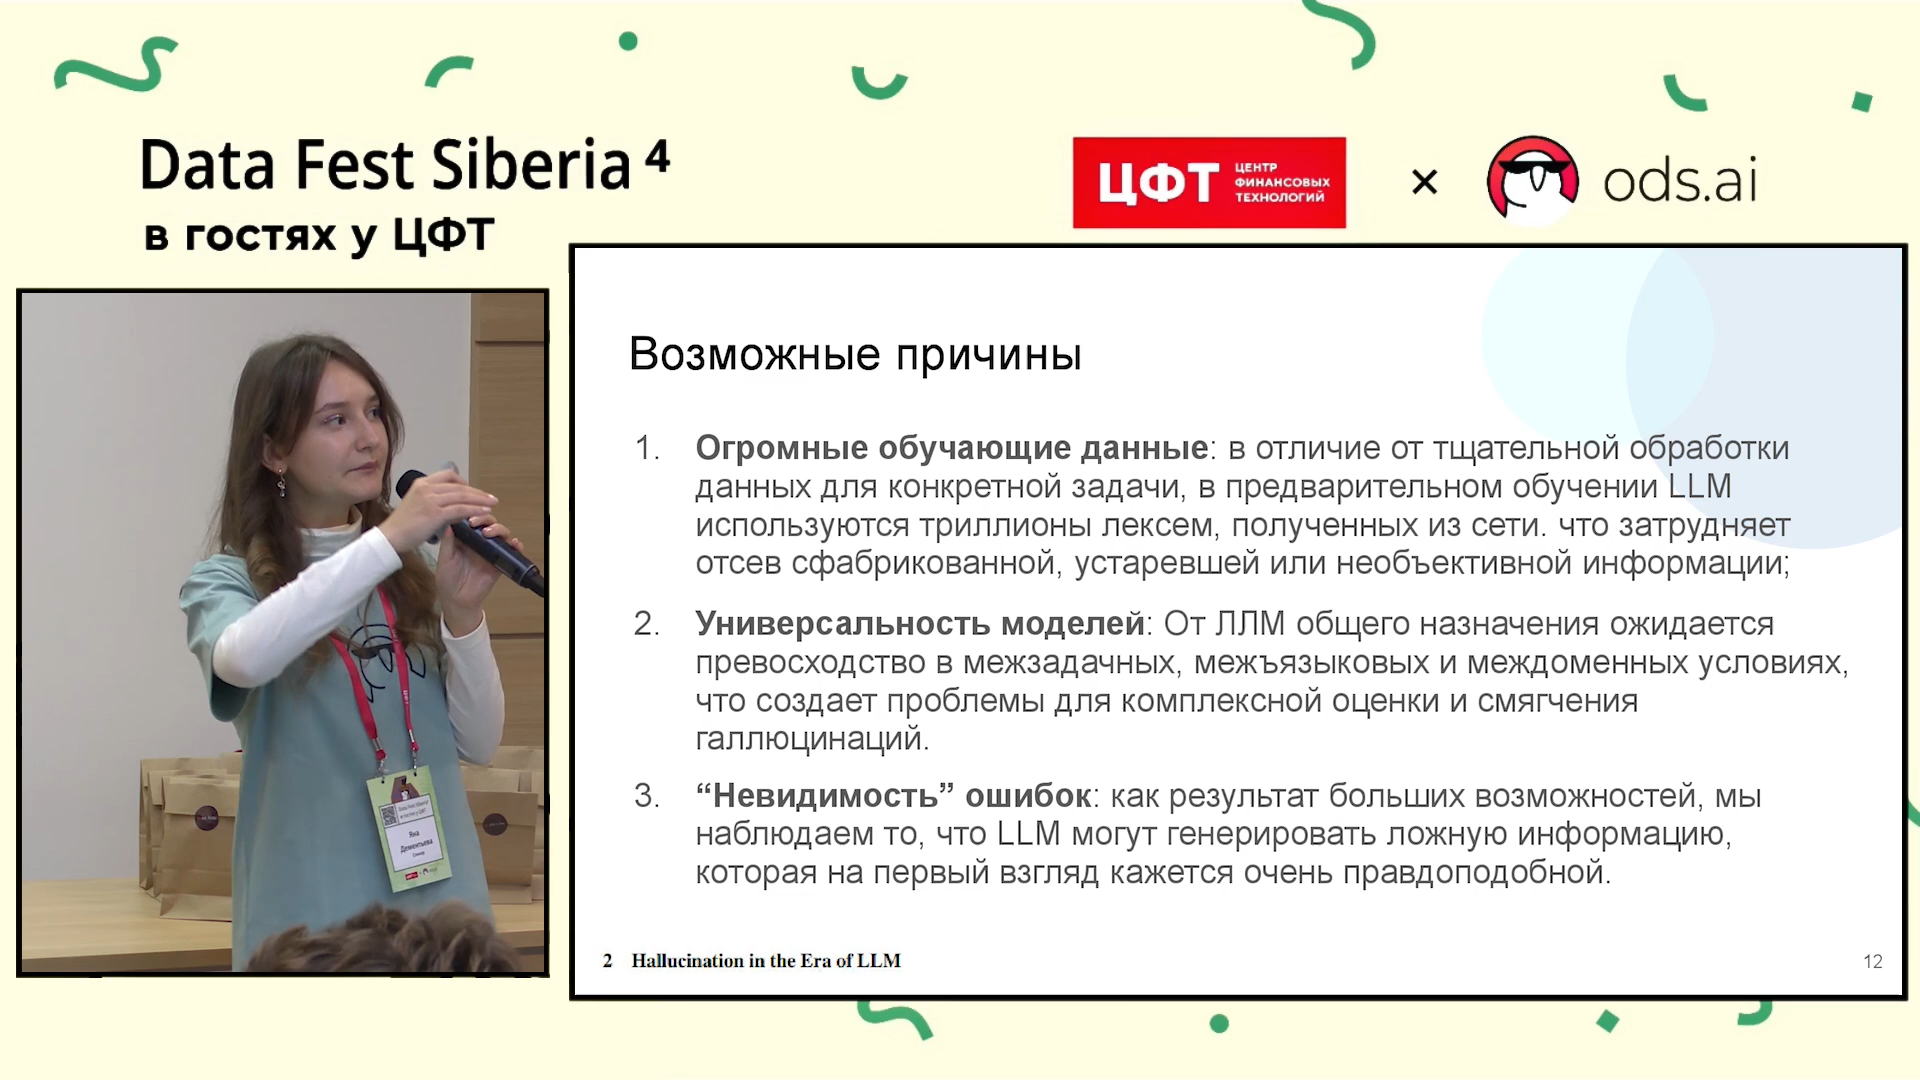 Data Fest Siberia 4
в гостях у ЦФТ
ЦФТ
ЦЕНТР
ФИНАНСОВЫХ
ТЕХНОЛОГИЙ
×
ods.ai
Возможные причины
1. Огромные обучающие данные: в отличие от тщательной обработки
данных для конкретной задачи, в предварительном обучении LLM
используются триллионы лексем, полученных из сети. что затрудняет
отсев сфабрикованной, устаревшей или необъективной информации;
2. Универсальность моделей: От ЛЛМ общего назначения ожидается
превосходство в межзадачных, межъязыковых и междоменных условиях,
что создает проблемы для комплексной оценки и смягчения
галлюцинаций.
3. “Невидимость” ошибок: как результат больших возможностей, мы
наблюдаем то, что LLM могут генерировать ложную информацию,
которая на первый взгляд кажется очень правдоподобной.
2 Hallucination in the Era of LLM
12
Яна
Дементьева